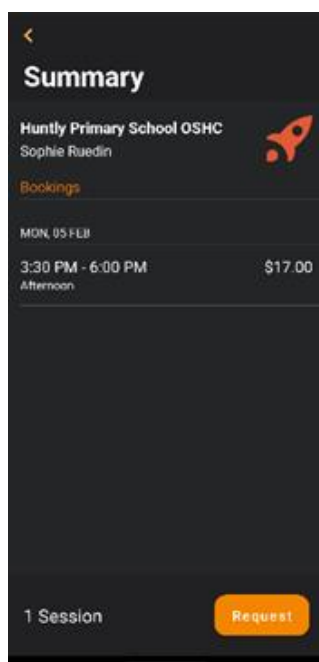 Summary
Huntly Primary School OSHC
Sophie Ruedin
Bookings
MON, 05 FEB
3:30 PM - 6:00 PM $17.00
Afternoon
1 Session Request